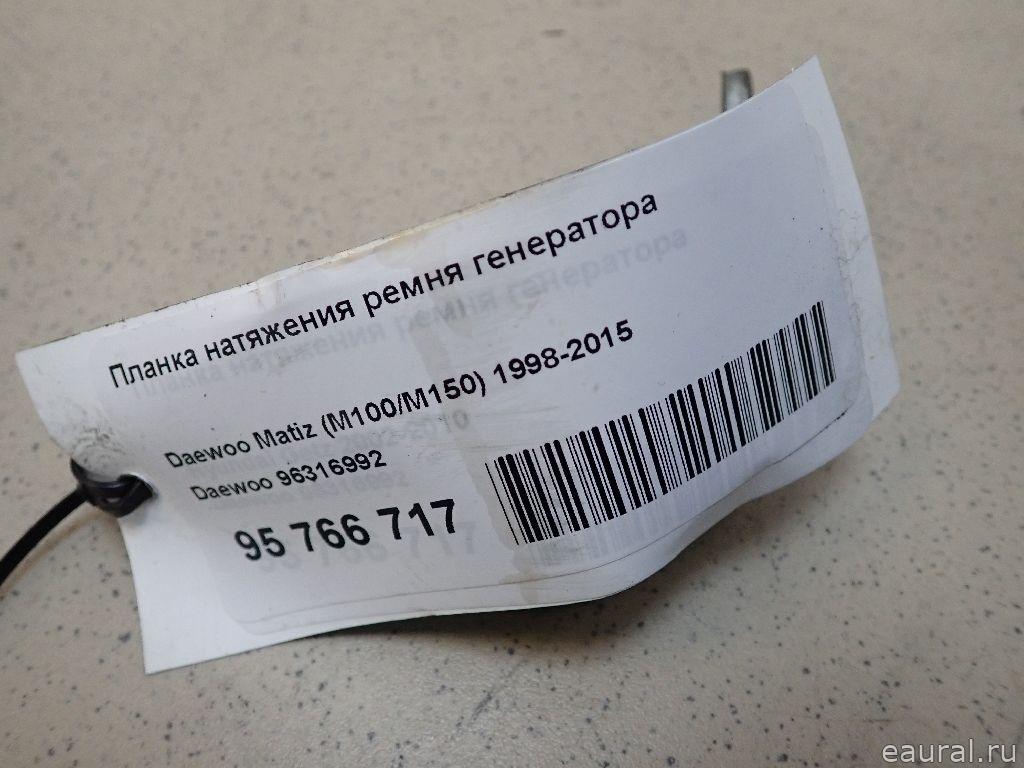 Планка натяжения ремня генератора
Daewoo Matiz (M100/M150) 1998-2015
Daewoo 96316992
95 766 717
eaural.ru